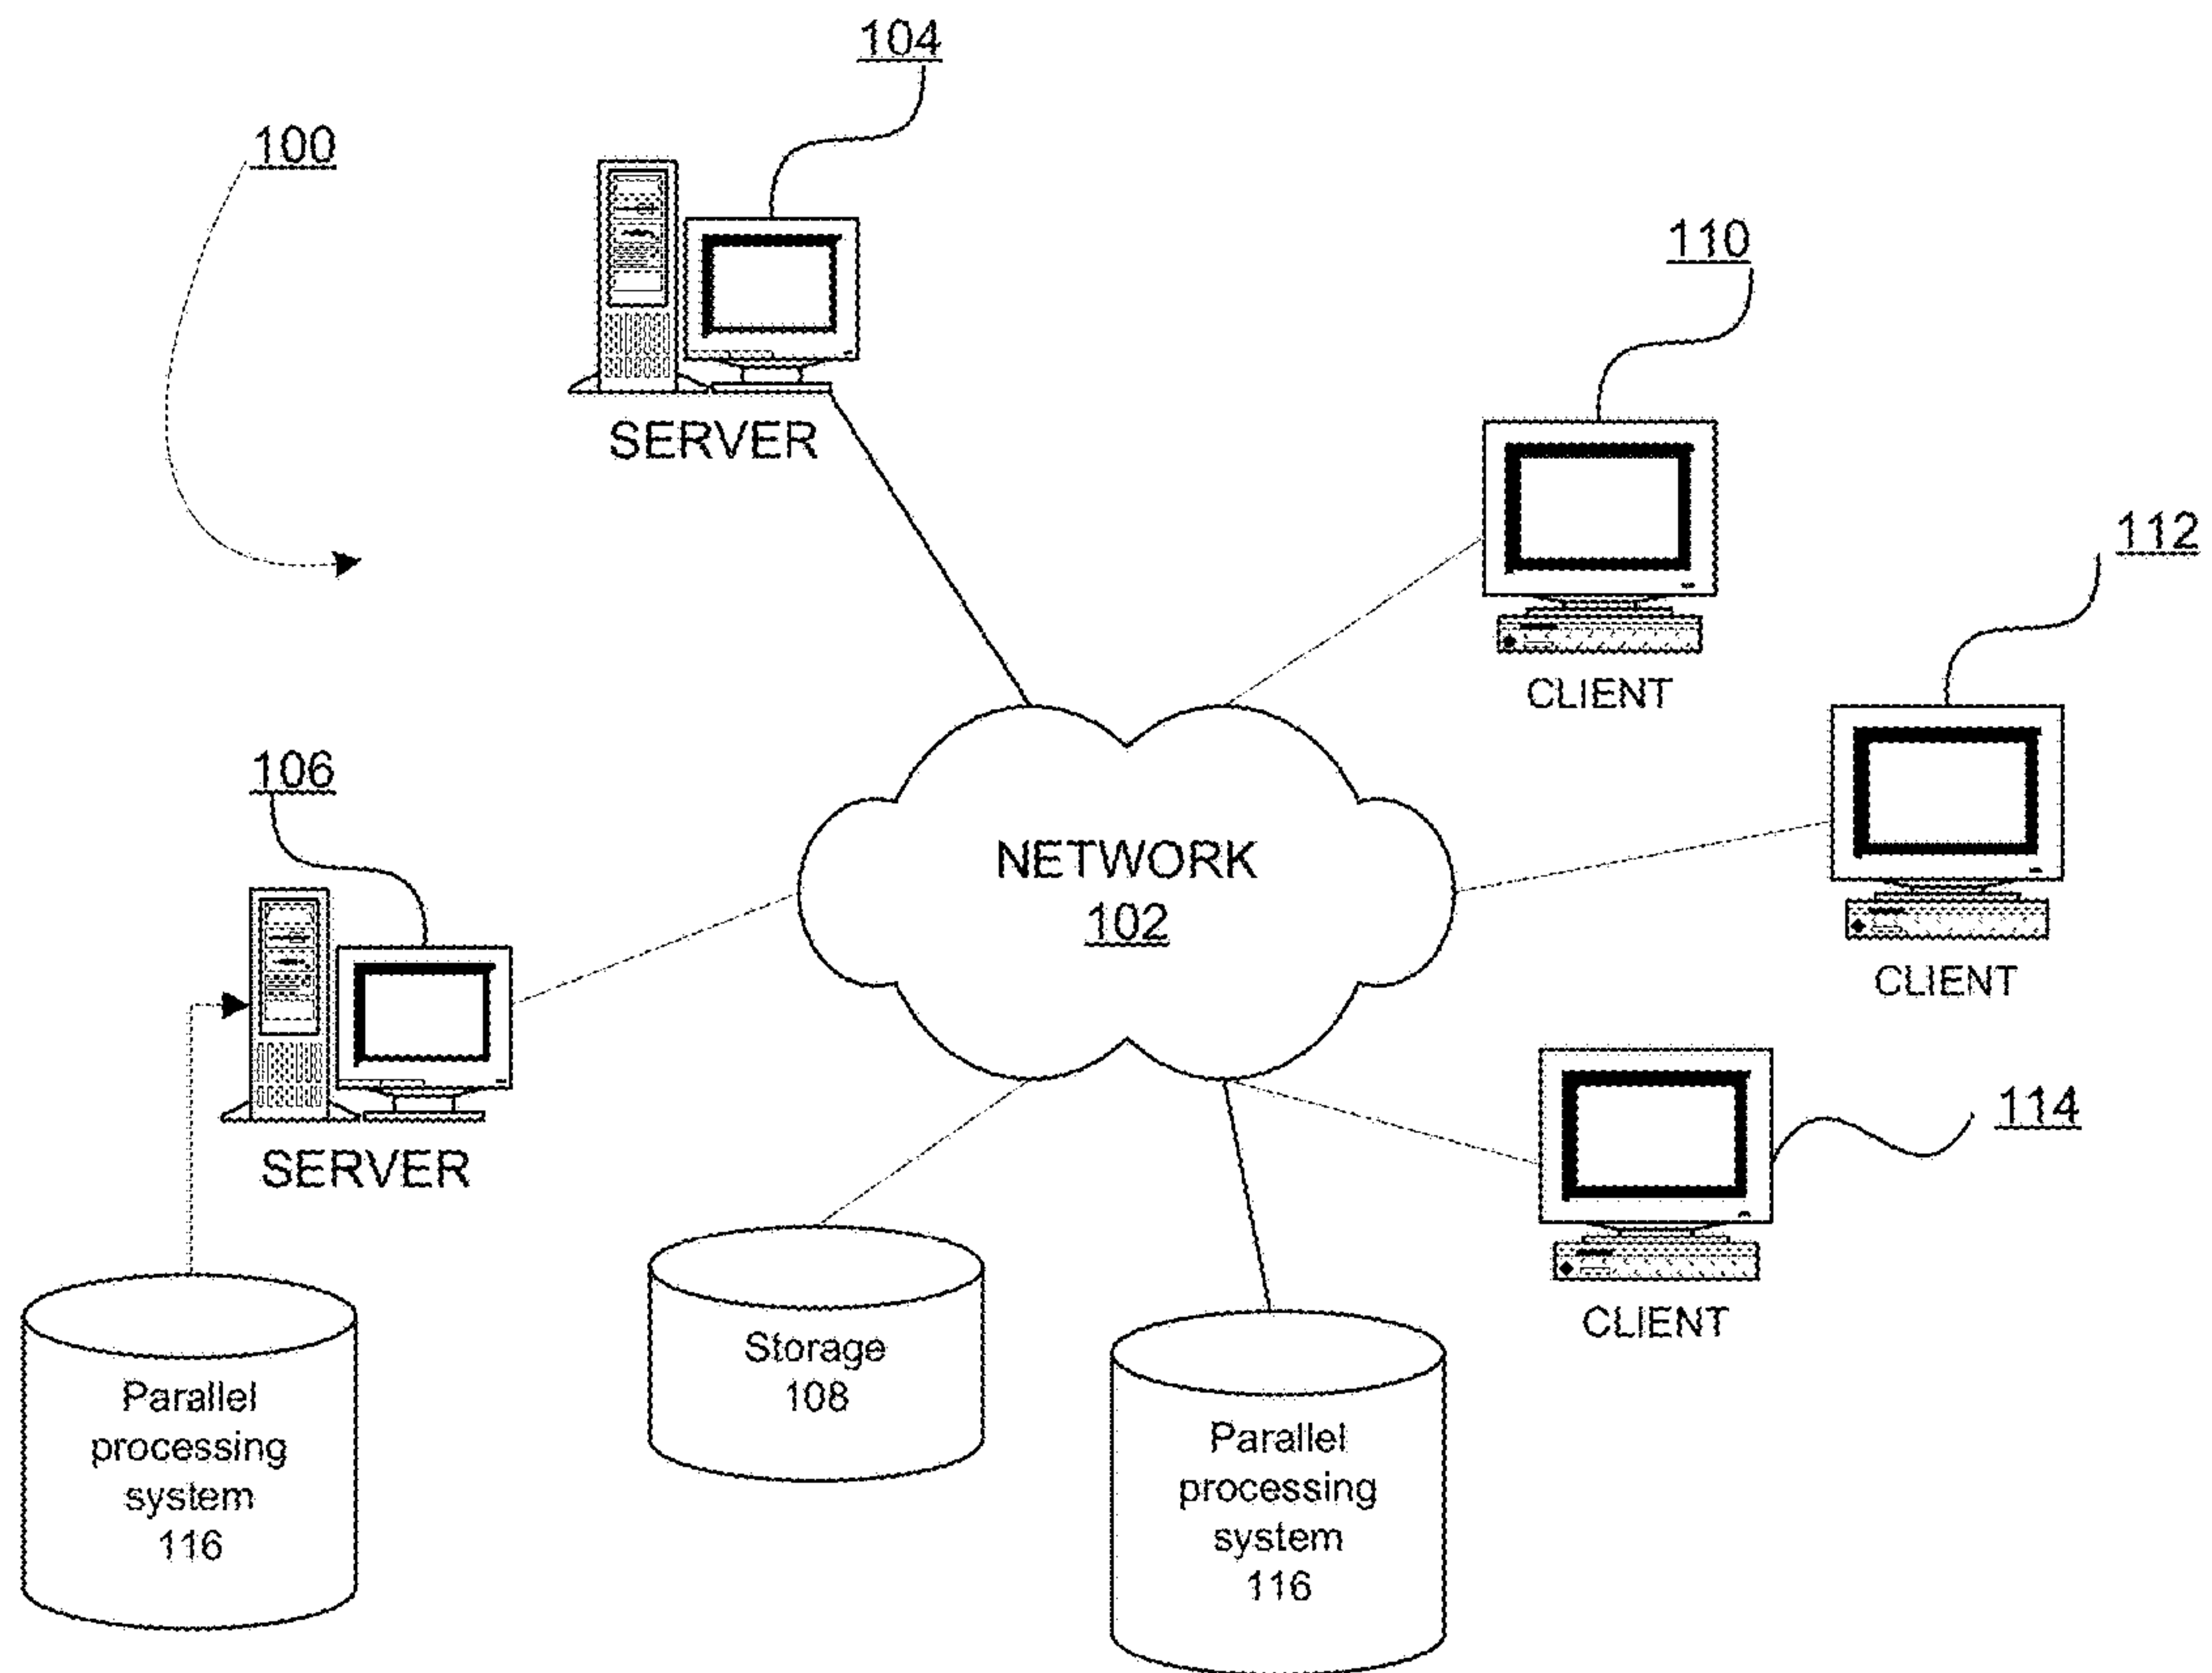 104
100
SERVER
110
CLIENT
112
CLIENT
106
SERVER
NETWORK
102
114
CLIENT
Parallel
processing
system
116
Storage
108
Parallel
processing
system
116